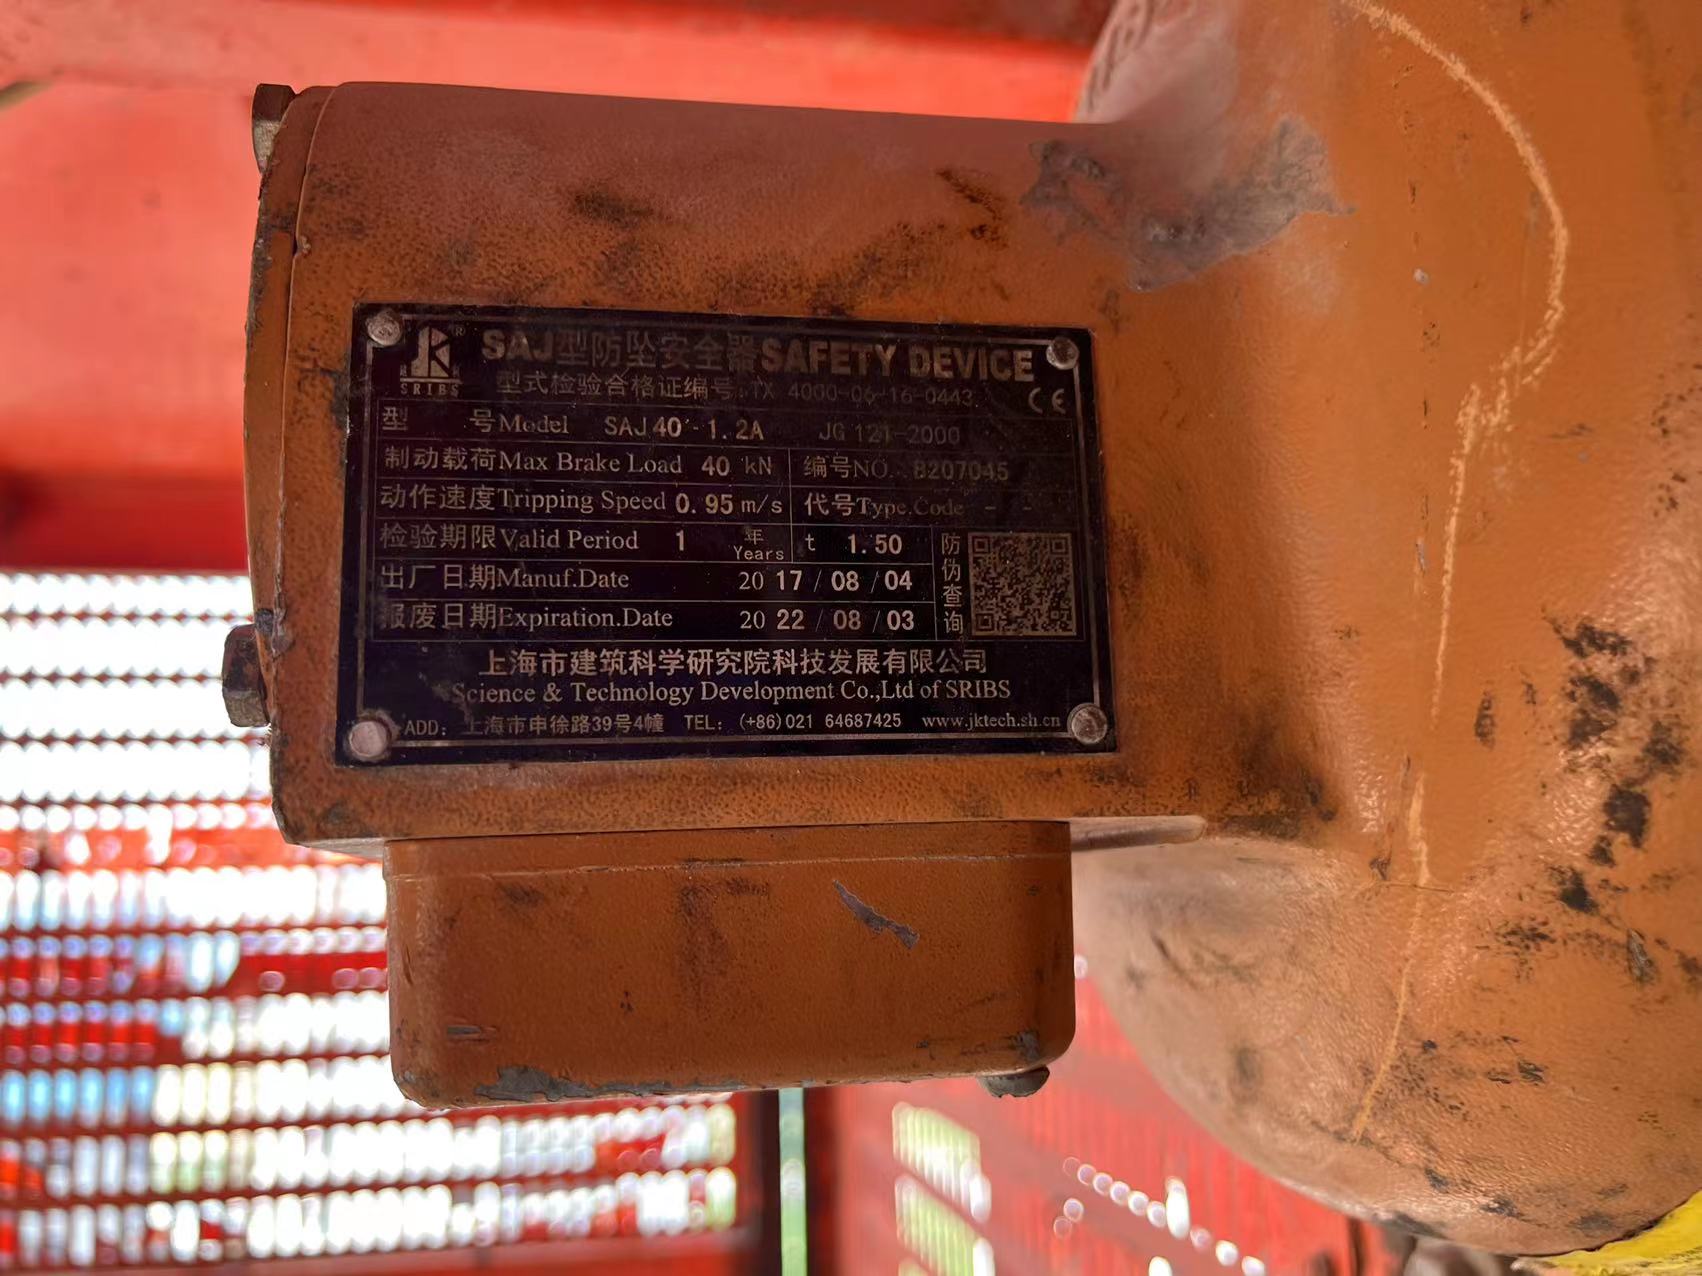 SRIBS
®
SAJ型防坠安全器SAFETY DEVICE
型式检验合格证编号:TX 4000-06-16-0443
CE
型 号Model SAJ40-1.2A JG 121-2000
制动载荷Max Brake Load 40 kN 编号NO. B207045
动作速度Tripping Speed 0.95 m/s 代号Type.Code - -
检验期限Valid Period 1 年 Years t 1.50
出厂日期Manuf.Date 2017/08/04
报废日期Expiration.Date 2022/08/03
防伪查询
上海市建筑科学研究院科技发展有限公司
Science & Technology Development Co.,Ltd of SRIBS
ADD: 上海市申徐路39号4幢 TEL: (+86)021 64687425 www.jktech.sh.cn